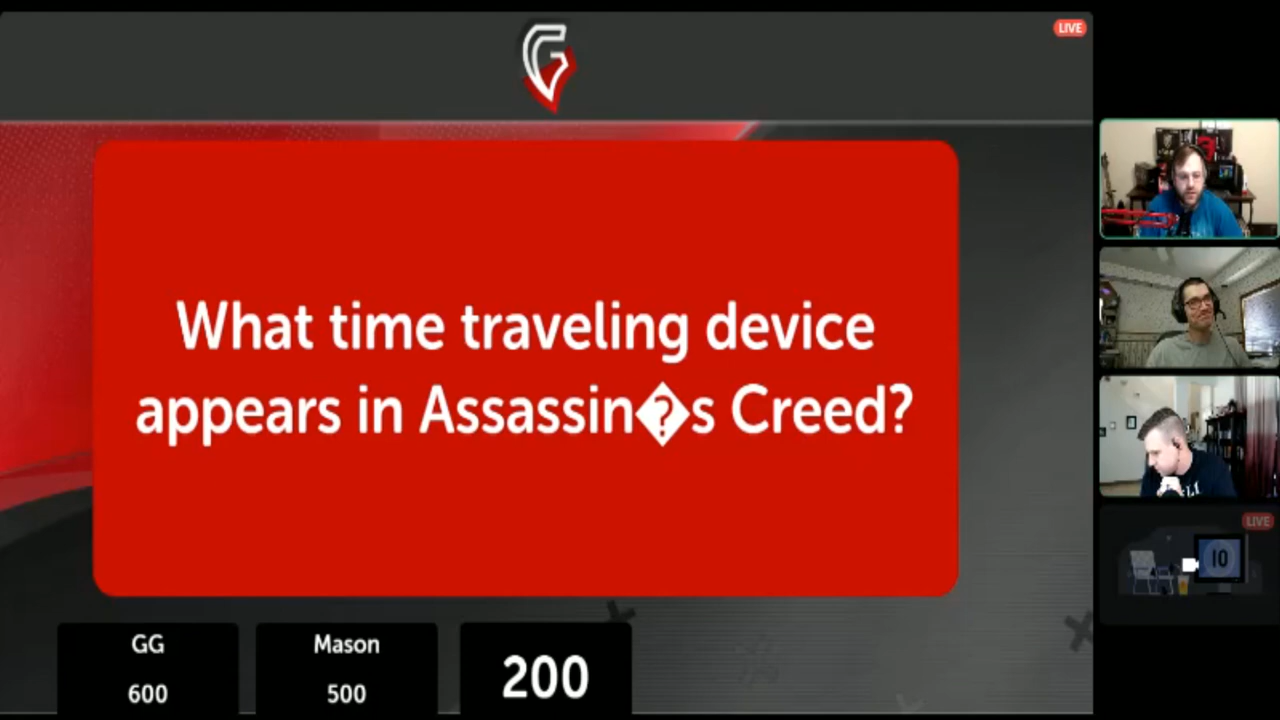 LIVE
What time traveling device
appears in Assassin�s Creed?
LIVE
10
GG
600
Mason
500
200